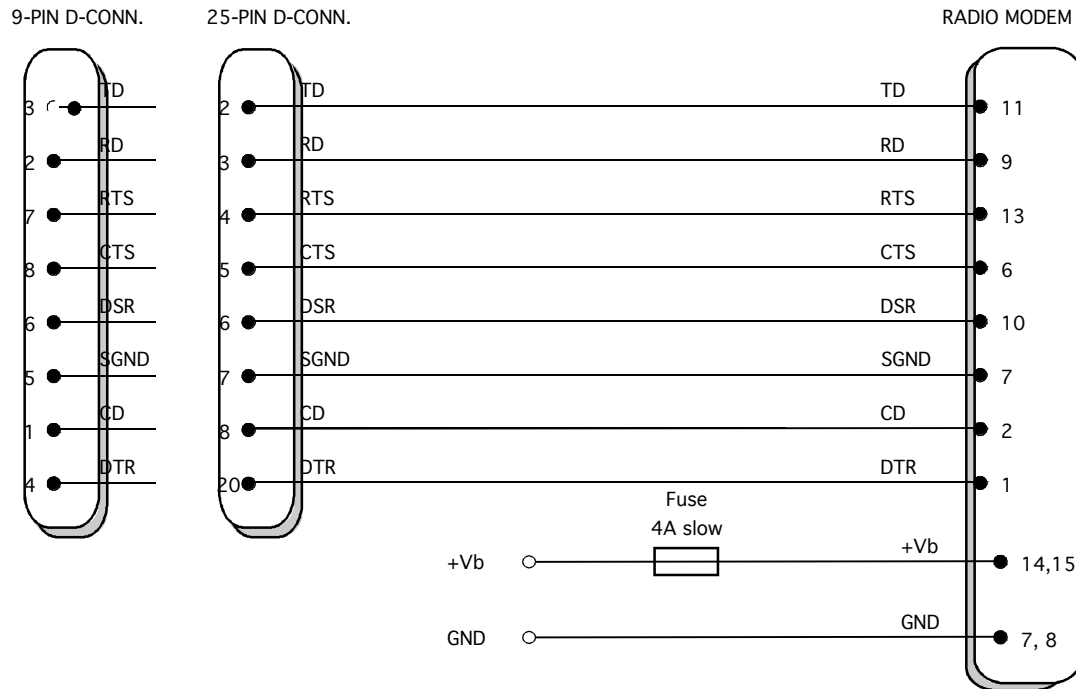 9-PIN D-CONN. 25-PIN D-CONN. RADIO MODEM
3 TD 2 TD TD 11
2 RD 3 RD RD 9
7 RTS 4 RTS RTS 13
8 CTS 5 CTS CTS 6
6 DSR 6 DSR DSR 10
5 SGND 7 SGND SGND 7
1 CD 8 CD CD 2
4 DTR 20 DTR DTR 1
Fuse
4A slow
+Vb +Vb 14,15
GND GND 7, 8